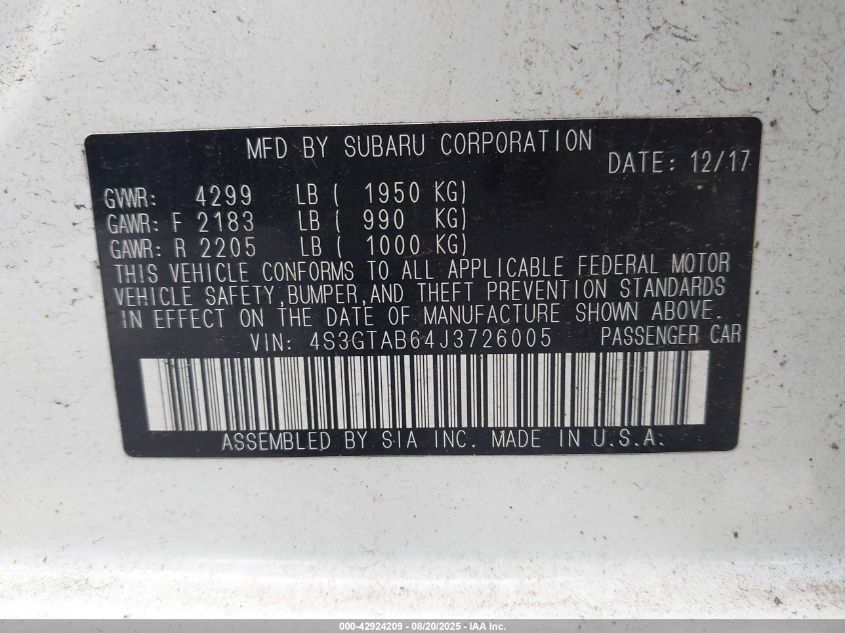 MFD BY SUBARU CORPORATION
DATE: 12/17
GVWR: 4299 LB ( 1950 KG)
GAWR: F 2183 LB ( 990 KG)
GAWR: R 2205 LB ( 1000 KG)
THIS VEHICLE CONFORMS TO ALL APPLICABLE FEDERAL MOTOR
VEHICLE SAFETY,BUMPER,AND THEFT PREVENTION STANDARDS
IN EFFECT ON THE DATE OF MANUFACTURE SHOWN ABOVE.
VIN: 4S3GTAB64J3726005 PASSENGER CAR
ASSEMBLED BY SIA INC. MADE IN U.S.A.
000-42924209 - 08/20/2025 - IAA Inc.